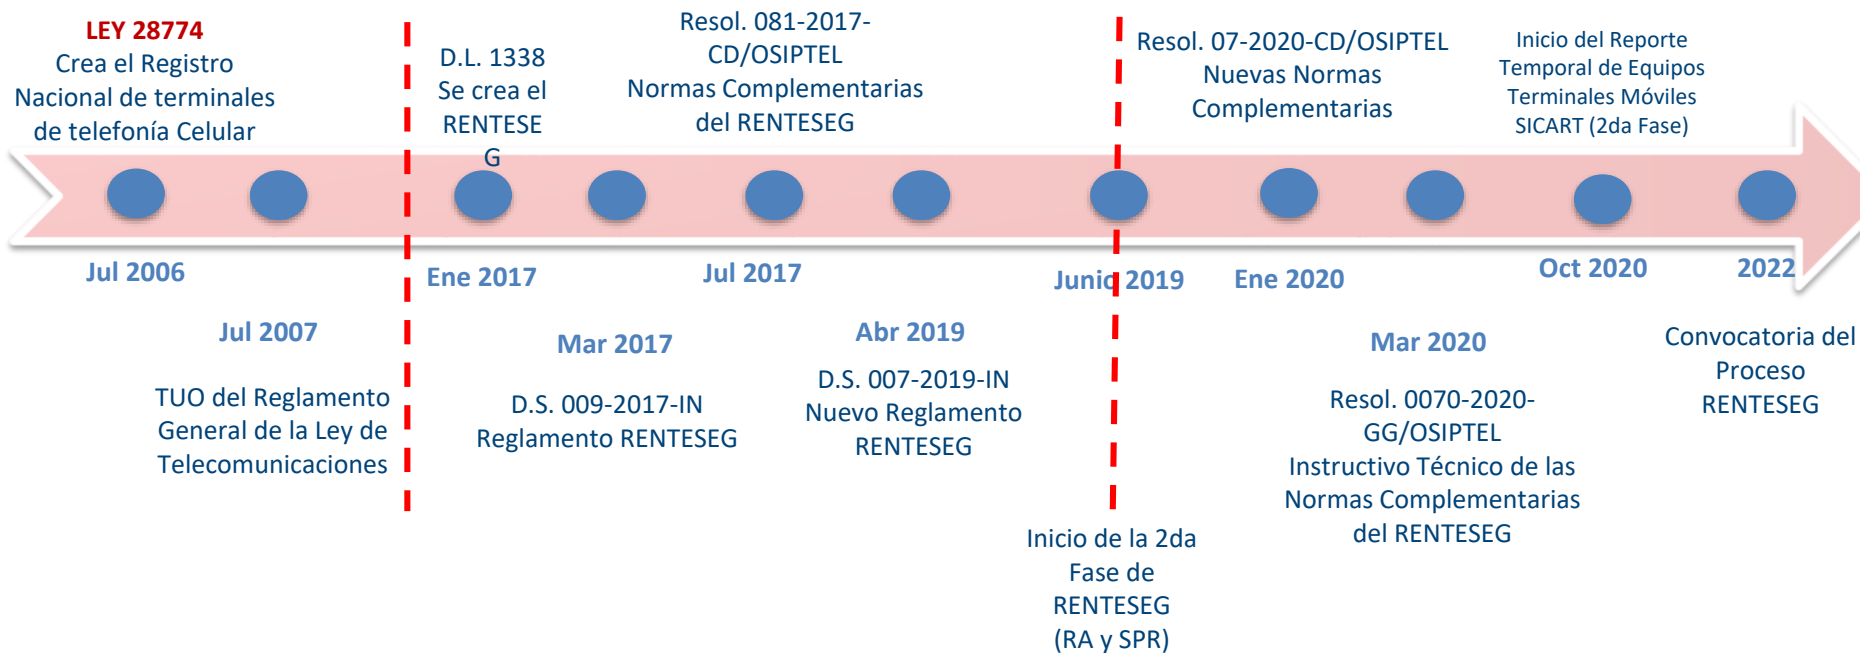 LEY 28774
Crea el Registro
Nacional de terminales
de telefonía Celular
D.L. 1338
Se crea el
RENTESE
G
Resol. 081-2017-
CD/OSIPTEL
Normas Complementarias
del RENTESEG
Resol. 07-2020-CD/OSIPTEL
Nuevas Normas
Complementarias
Inicio del Reporte
Temporal de Equipos
Terminales Móviles
SICART (2da Fase)
Jul 2006
Ene 2017
Jul 2017
Junio 2019
Ene 2020
Oct 2020
2022
Jul 2007
TUO del Reglamento
General de la Ley de
Telecomunicaciones
Mar 2017
D.S. 009-2017-IN
Reglamento RENTESEG
Abr 2019
D.S. 007-2019-IN
Nuevo Reglamento
RENTESEG
Inicio de la 2da
Fase de
RENTESEG
(RA y SPR)
Mar 2020
Resol. 0070-2020-
GG/OSIPTEL
Instructivo Técnico de las
Normas Complementarias
del RENTESEG
Convocatoria del
Proceso
RENTESEG